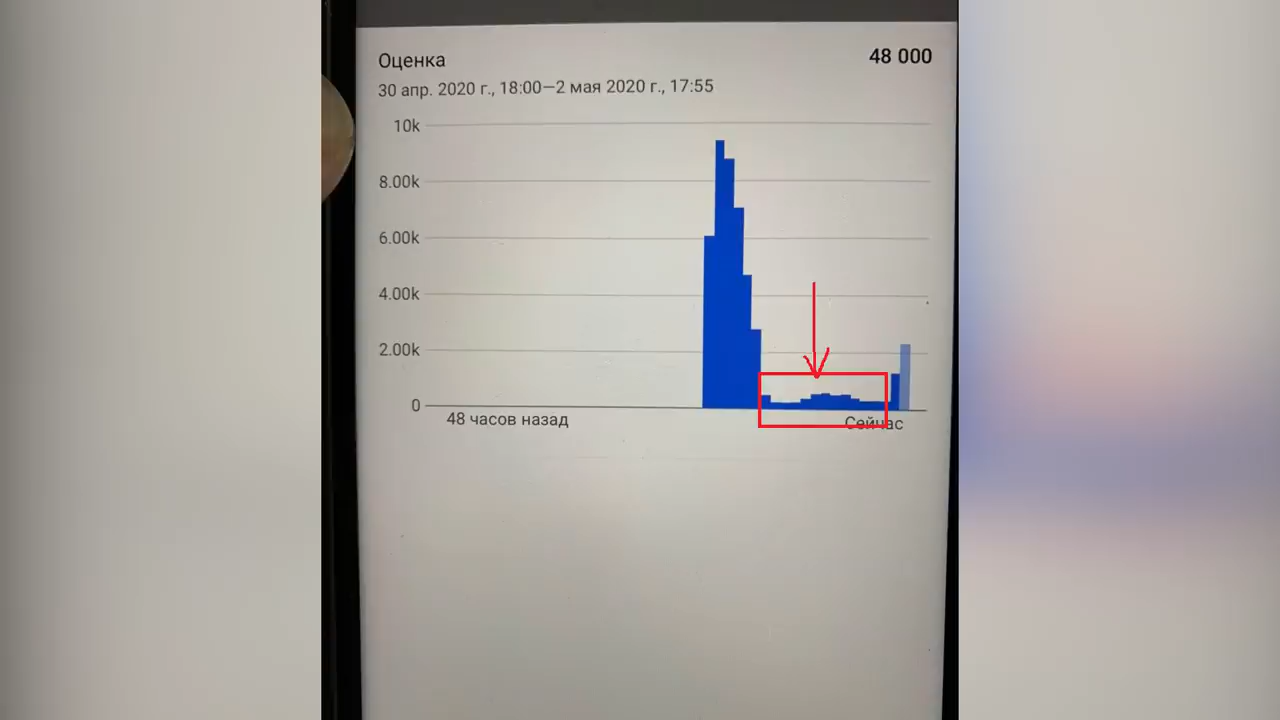 Оценка
48 000
30 апр. 2020 г., 18:00—2 мая 2020 г., 17:55
10k
8.00k
6.00k
4.00k
2.00k
0
48 часов назад
Сейчас